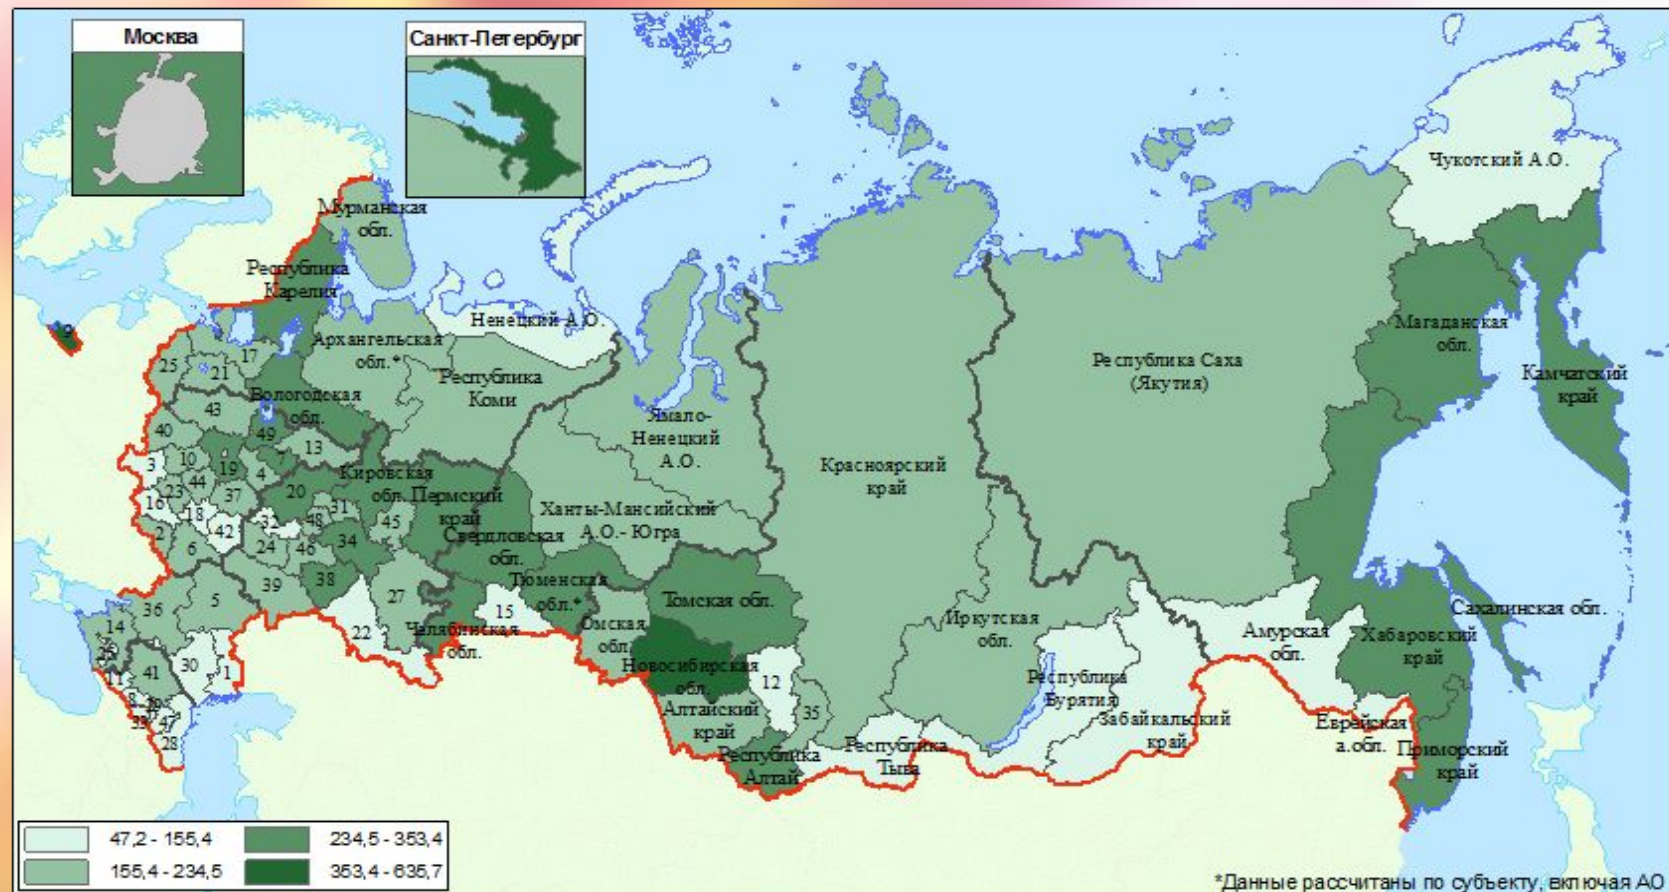 Москва
Санкт-Петербург
Чукотский А.О.
Мурманская
обл.
Республика
Карелия
Ненецкий А.О.
9
Магаданская
обл.
Архангельская
обл.*
17
25
21
Республика Саха
(Якутия)
Республика
Коми
Камчатский
край
Вологодская
обл.
43
Ямало-
Ненецкий
А.О.
40
49
13
3
10
19
7
4
Красноярский
край
Кировская
обл.
44
23
37
20
Пермский
край
16
18
31
Ханты-Мансийский
А.О.- Югра
32
48
45
2
42
Свердловская
обл.
6
24
46
34
39
38
Тюменская
обл.*
27
5
36
15
Томская обл.
14
22
Омская
обл.
Челябинская
обл.
Иркутская
обл.
Амурская
обл.
Сахалинская обл.
Хабаровский
край
11
41
30
1
Новосибирская
обл.
12
Республика
Бурятия
8
33
47
28
Алтайский
край
35
Забайкальский
край
Еврейская
а.обл.
Республика
Тыва
Республика
Алтай
Приморский
край
47,2 - 155,4
234,5 - 353,4
155,4 - 234,5
353,4 - 635,7
*Данные рассчитаны по субъекту, включая АО